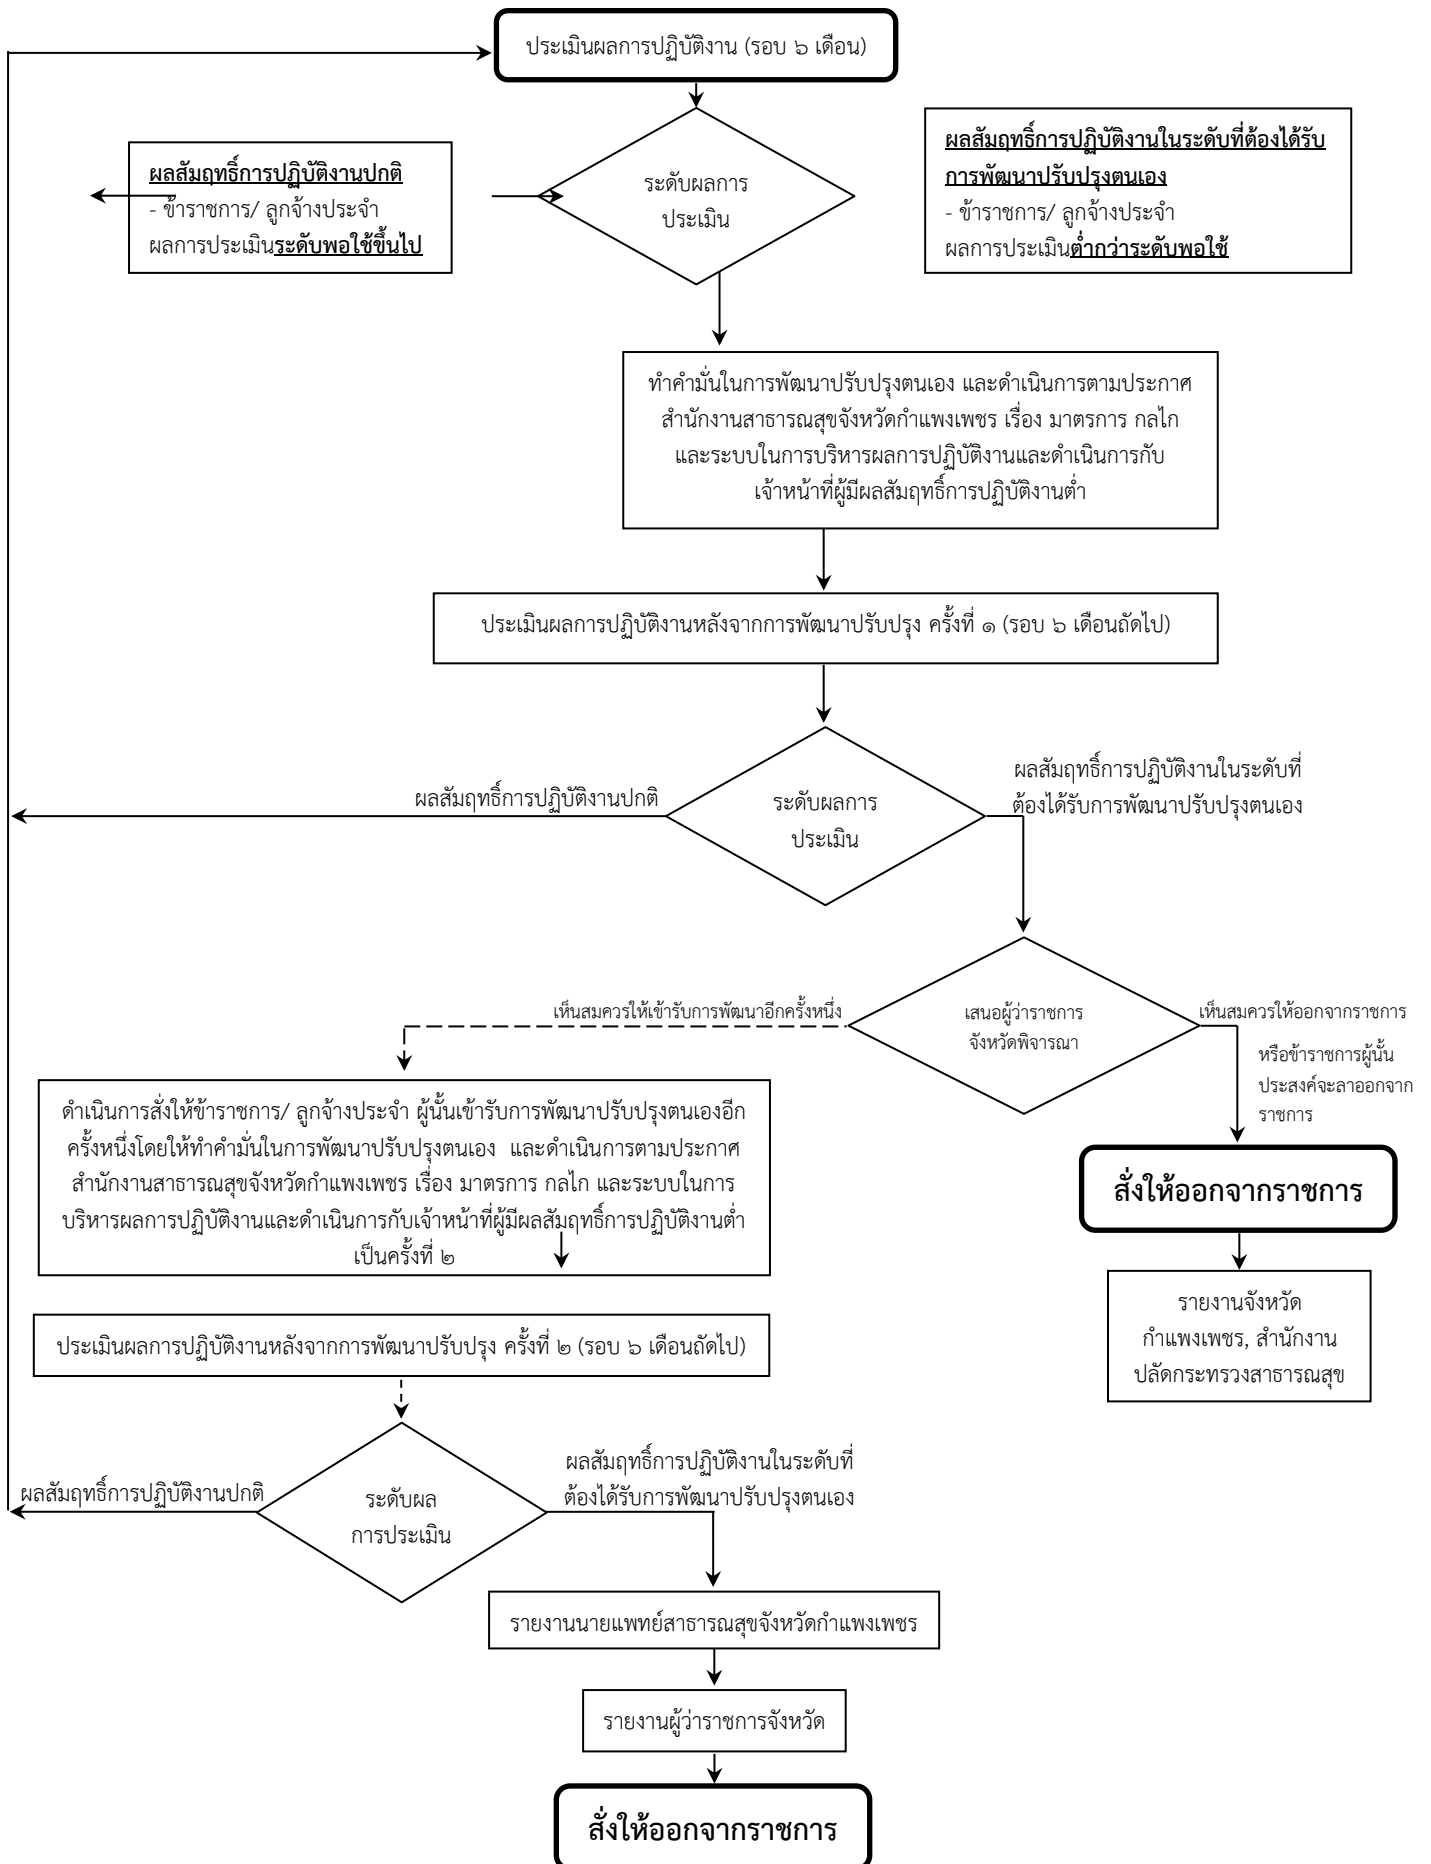 ประเมินผลการปฏิบัติงาน (รอบ ๖ เดือน)
ผลสัมฤทธิ์การปฏิบัติงานปกติ
- ข้าราชการ/ ลูกจ้างประจำ
ผลการประเมินระดับพอใช้ขึ้นไป
ระดับผลการ
ประเมิน
ผลสัมฤทธิ์การปฏิบัติงานในระดับที่ต้องได้รับ
การพัฒนาปรับปรุงตนเอง
- ข้าราชการ/ ลูกจ้างประจำ
ผลการประเมินต่ำกว่าระดับพอใช้
ทำคำมั่นในการพัฒนาปรับปรุงตนเอง และดำเนินการตามประกาศ
สำนักงานสาธารณสุขจังหวัดกำแพงเพชร เรื่อง มาตรการ กลไก
และระบบในการบริหารผลการปฏิบัติงานและดำเนินการกับ
เจ้าหน้าที่ผู้มีผลสัมฤทธิ์การปฏิบัติงานต่ำ
ประเมินผลการปฏิบัติงานหลังจากการพัฒนาปรับปรุง ครั้งที่ ๑ (รอบ ๖ เดือนถัดไป)
ผลสัมฤทธิ์การปฏิบัติงานปกติ
ระดับผลการ
ประเมิน
ผลสัมฤทธิ์การปฏิบัติงานในระดับที่
ต้องได้รับการพัฒนาปรับปรุงตนเอง
เห็นสมควรให้เข้ารับการพัฒนาอีกครั้งหนึ่ง
เสนอผู้ว่าราชการ
จังหวัดพิจารณา
เห็นสมควรให้ออกจากราชการ
หรือข้าราชการผู้นั้น
ประสงค์จะลาออกจาก
ราชการ
ดำเนินการสั่งให้ข้าราชการ/ ลูกจ้างประจำ ผู้นั้นเข้ารับการพัฒนาปรับปรุงตนเองอีก
ครั้งหนึ่งโดยให้ทำคำมั่นในการพัฒนาปรับปรุงตนเอง และดำเนินการตามประกาศ
สำนักงานสาธารณสุขจังหวัดกำแพงเพชร เรื่อง มาตรการ กลไก และระบบในการ
บริหารผลการปฏิบัติงานและดำเนินการกับเจ้าหน้าที่ผู้มีผลสัมฤทธิ์การปฏิบัติงานต่ำ
เป็นครั้งที่ ๒
สั่งให้ออกจากราชการ
รายงานจังหวัด
กำแพงเพชร, สำนักงาน
ปลัดกระทรวงสาธารณสุข
ประเมินผลการปฏิบัติงานหลังจากการพัฒนาปรับปรุง ครั้งที่ ๒ (รอบ ๖ เดือนถัดไป)
ผลสัมฤทธิ์การปฏิบัติงานปกติ
ระดับผล
การประเมิน
ผลสัมฤทธิ์การปฏิบัติงานในระดับที่
ต้องได้รับการพัฒนาปรับปรุงตนเอง
รายงานนายแพทย์สาธารณสุขจังหวัดกำแพงเพชร
รายงานผู้ว่าราชการจังหวัด
สั่งให้ออกจากราชการ